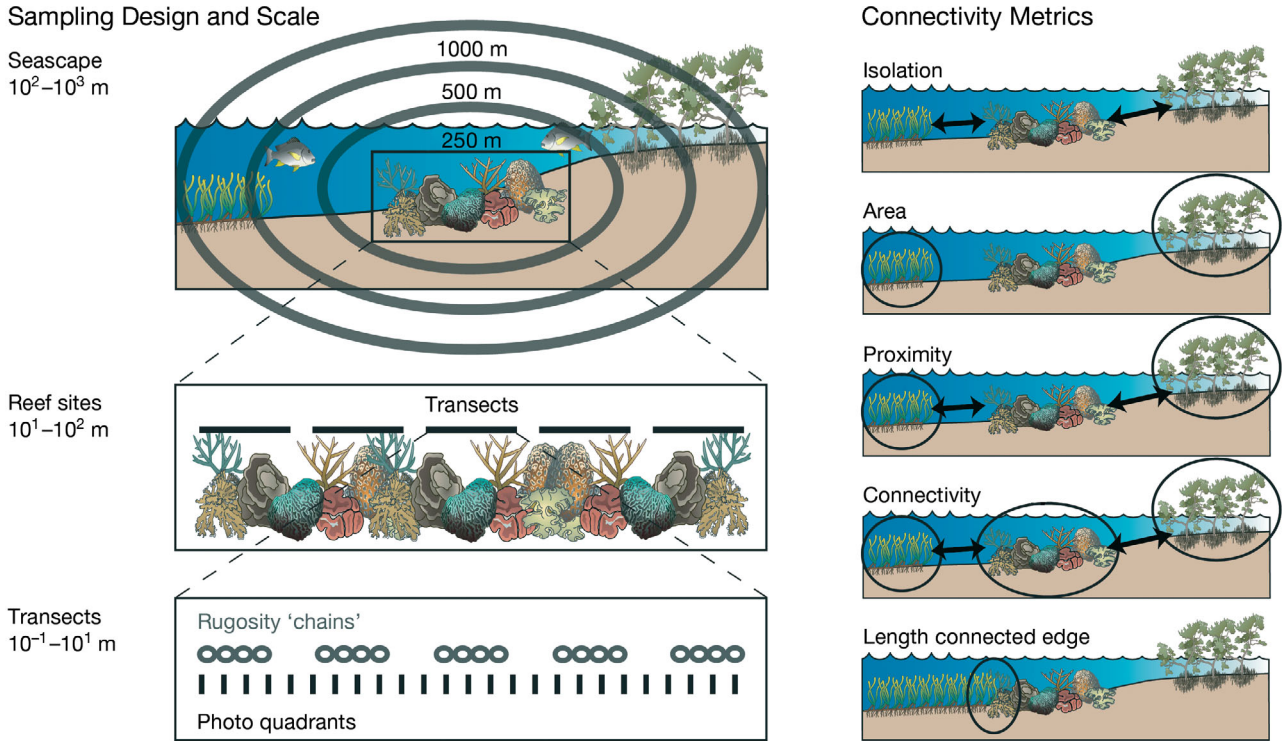 Sampling Design and Scale
Seascape
10²–10³ m
1000 m
500 m
250 m
Reef sites
10¹–10² m
Transects
Transects
10⁻¹–10¹ m
Rugosity ‘chains’
Photo quadrants
Connectivity Metrics
Isolation
Area
Proximity
Connectivity
Length connected edge